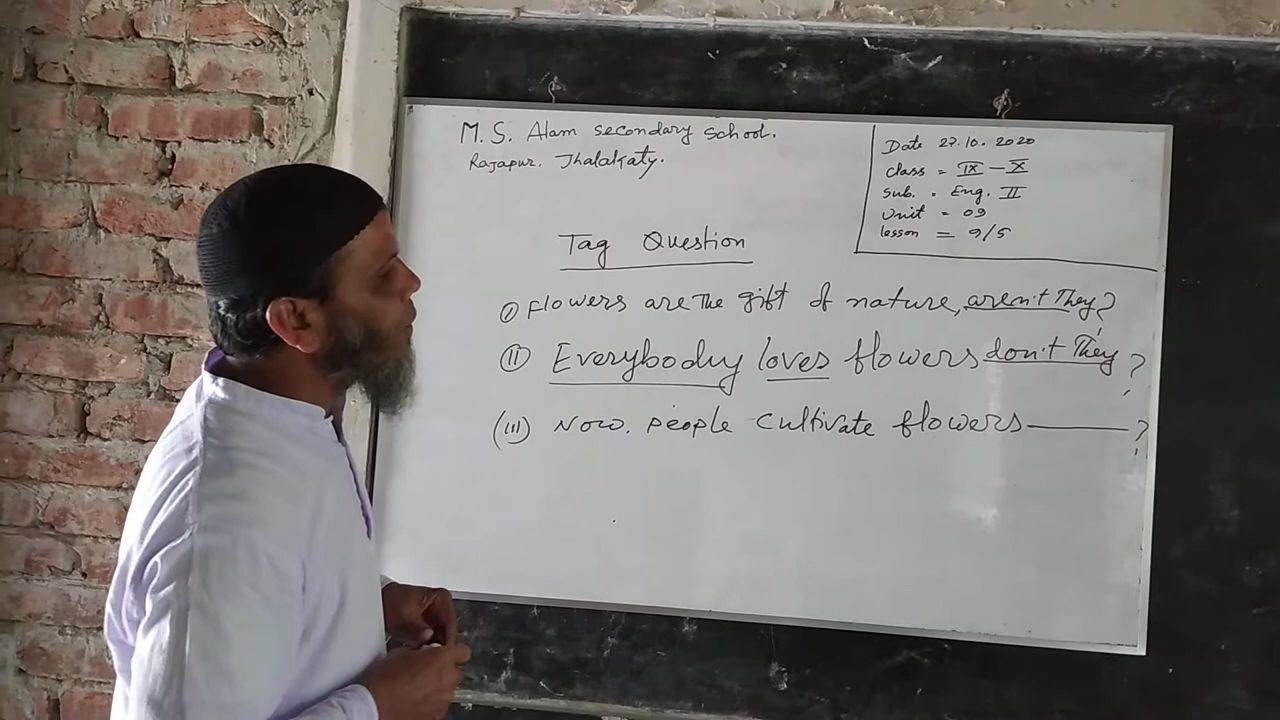 M.S. Alam secondary school.
Rajapur. Jhalakaty.
Date 27.10.2020
class = IX - X
Sub. = Eng. II
Unit = 09
lesson = 9/5
Tag Question
(i) Flowers are the gift of nature, aren't They?
(ii) Everybody loves flowers don't They?
(iii) Now. people cultivate flowers ———?